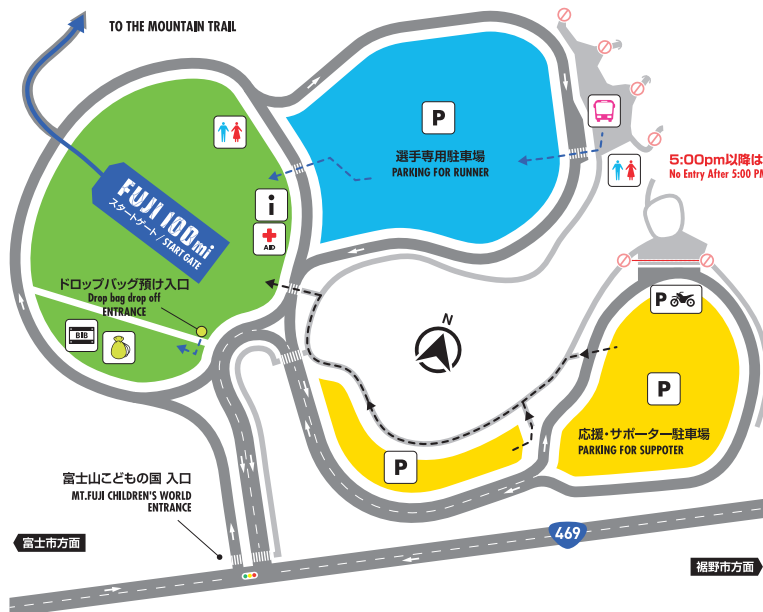 TO THE MOUNTAIN TRAIL
FUJI 100mi
スタートゲート / START GATE
i
AID
P
選手専用駐車場
PARKING FOR RUNNER
5:00pm以降は
No Entry After 5:00 PM
ドロップバッグ預け入口
Drop bag drop off
ENTRANCE
BIB
N
P
P
応援・サポーター駐車場
PARKING FOR SUPPOTER
P
富士山こどもの国 入口
MT.FUJI CHILDREN'S WORLD
ENTRANCE
富士市方面
469
裾野市方面